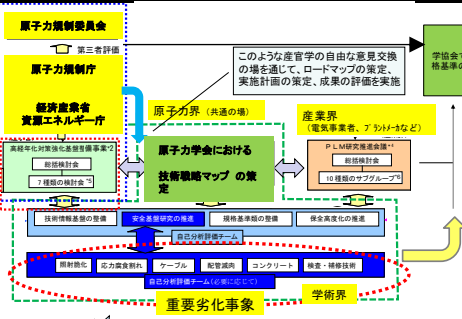 原子力規制委員会
第三者評価
原子力規制庁
経済産業省
資源エネルギー庁
このような産官学の自由な意見交換
の場を通じて、ロードマップの策定、
実施計画の策定、成果の評価を実施
学協会で
格基準の
原子力界（共通の場）
産業界
（電気事業者、プラントメーカなど）
高経年化対策強化基盤整備事業*2
総括検討会
７種類の検討会*5
原子力学会における
技術戦略マップ の策
定
ＰＬＭ研究推進会議*4
総括検討会
10種類のサブグループ*6
技術情報基盤の整備
安全基盤研究の推進
規格基準類の整備
保全高度化の推進
自己分析評価チーム
照射脆化
応力腐食割れ
ケーブル
配管減肉
コンクリート
検査・補修技術
自己分析評価チーム(必要に応じて)
重要劣化事象
学術界